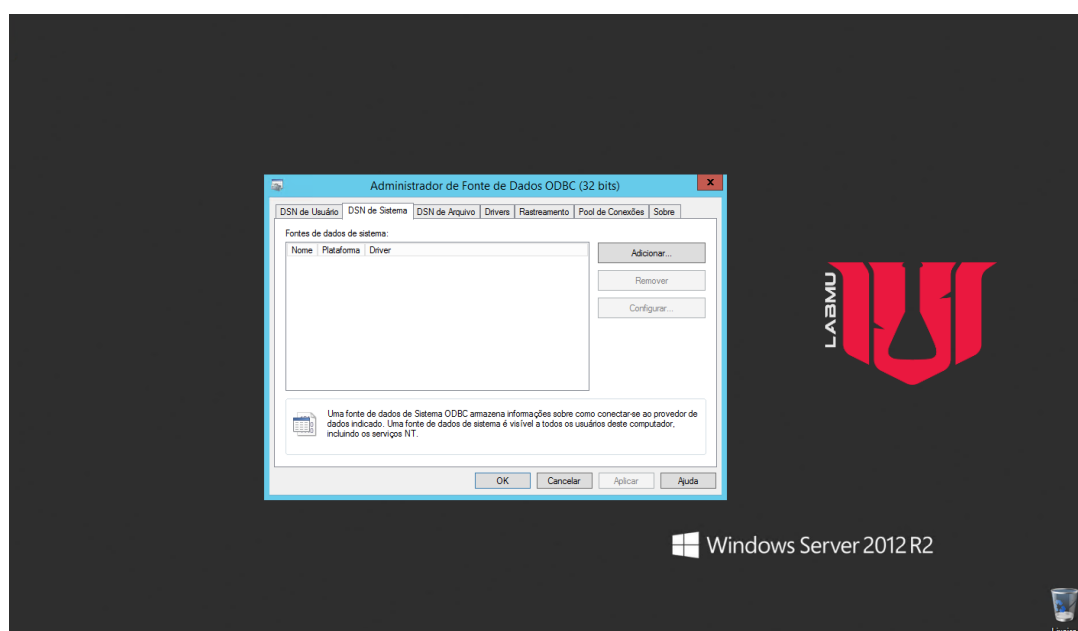 Administrador de Fonte de Dados ODBC (32 bits)
x
DSN de Usuário DSN de Sistema DSN de Arquivo Drivers Rastreamento Pool de Conexões Sobre
Fontes de dados de sistema:
Nome Plataforma Driver
Adicionar...
Remover
Configurar...
Uma fonte de dados de Sistema ODBC armazena informações sobre como conectar-se ao provedor de
dados indicado. Uma fonte de dados de sistema é visível a todos os usuários deste computador,
incluindo os serviços NT.
OK Cancelar Aplicar Ajuda
LABMU
Windows Server 2012 R2